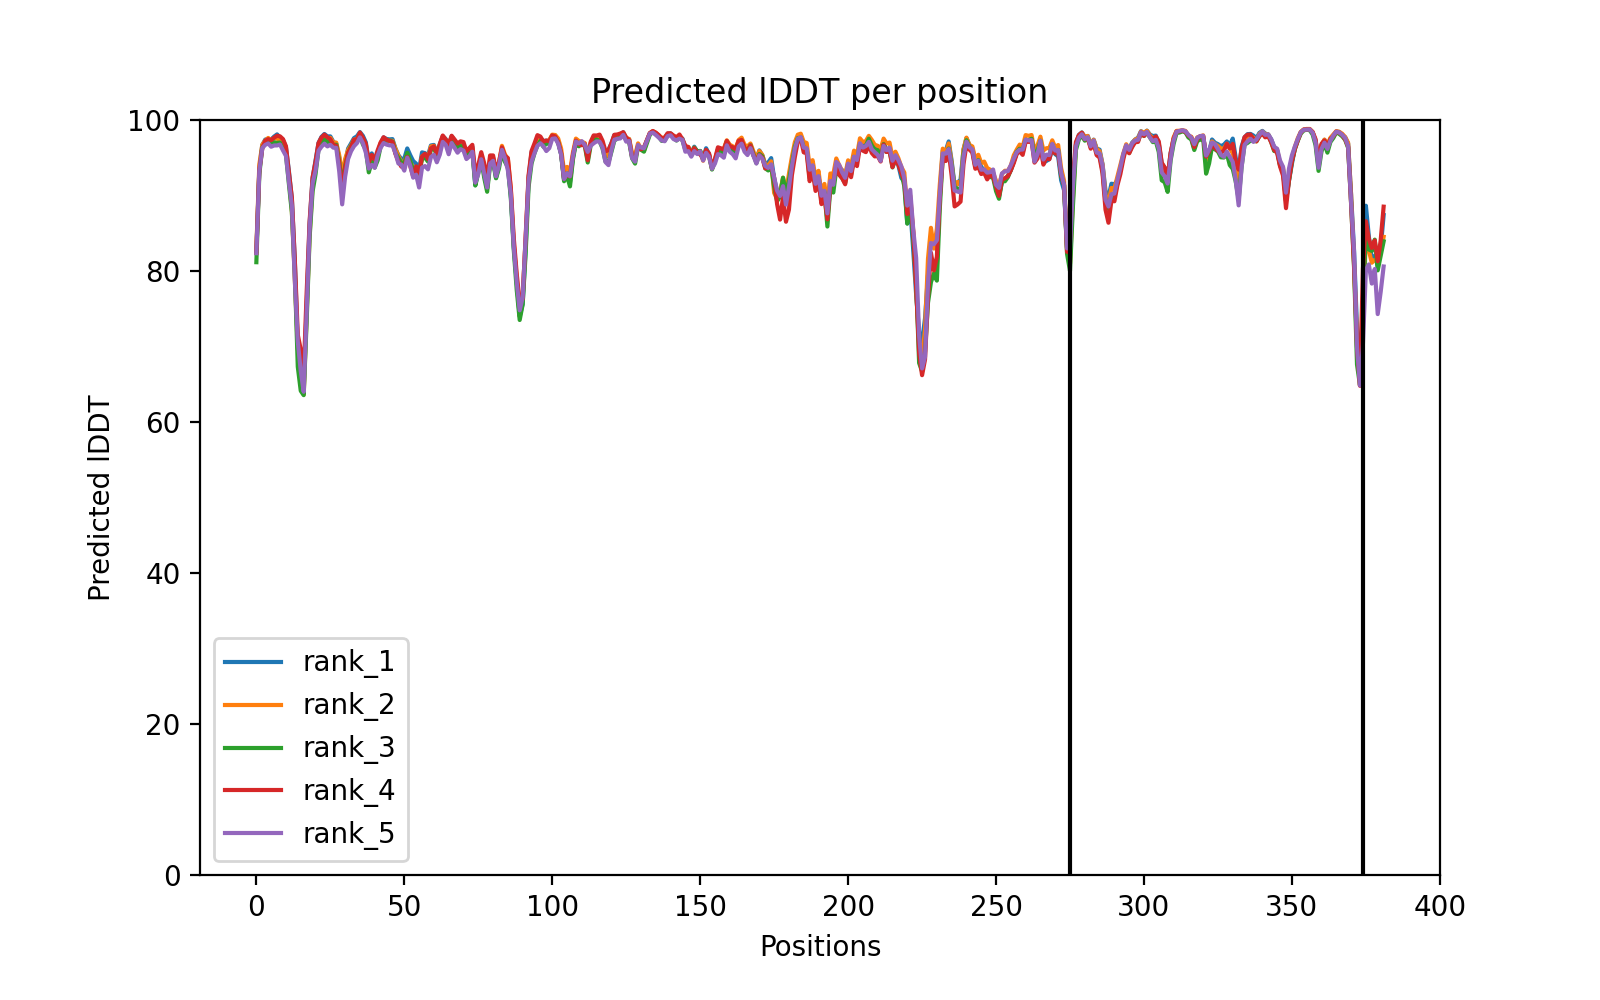 Predicted lDDT per position
100
80
60
40
20
0
Predicted lDDT
rank_1
rank_2
rank_3
rank_4
rank_5
0 50 100 150 200 250 300 350 400
Positions